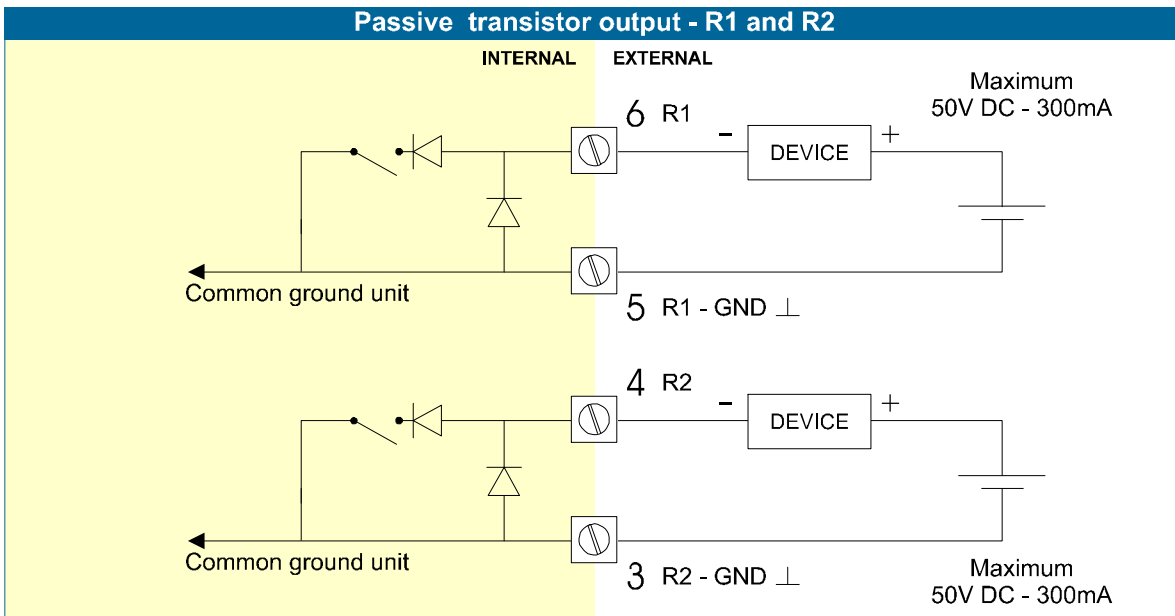 Passive transistor output - R1 and R2
INTERNAL EXTERNAL
Maximum
50V DC - 300mA
6 R1
- DEVICE +
Common ground unit
5 R1 - GND ⊥
4 R2
- DEVICE +
Common ground unit
3 R2 - GND ⊥
Maximum
50V DC - 300mA